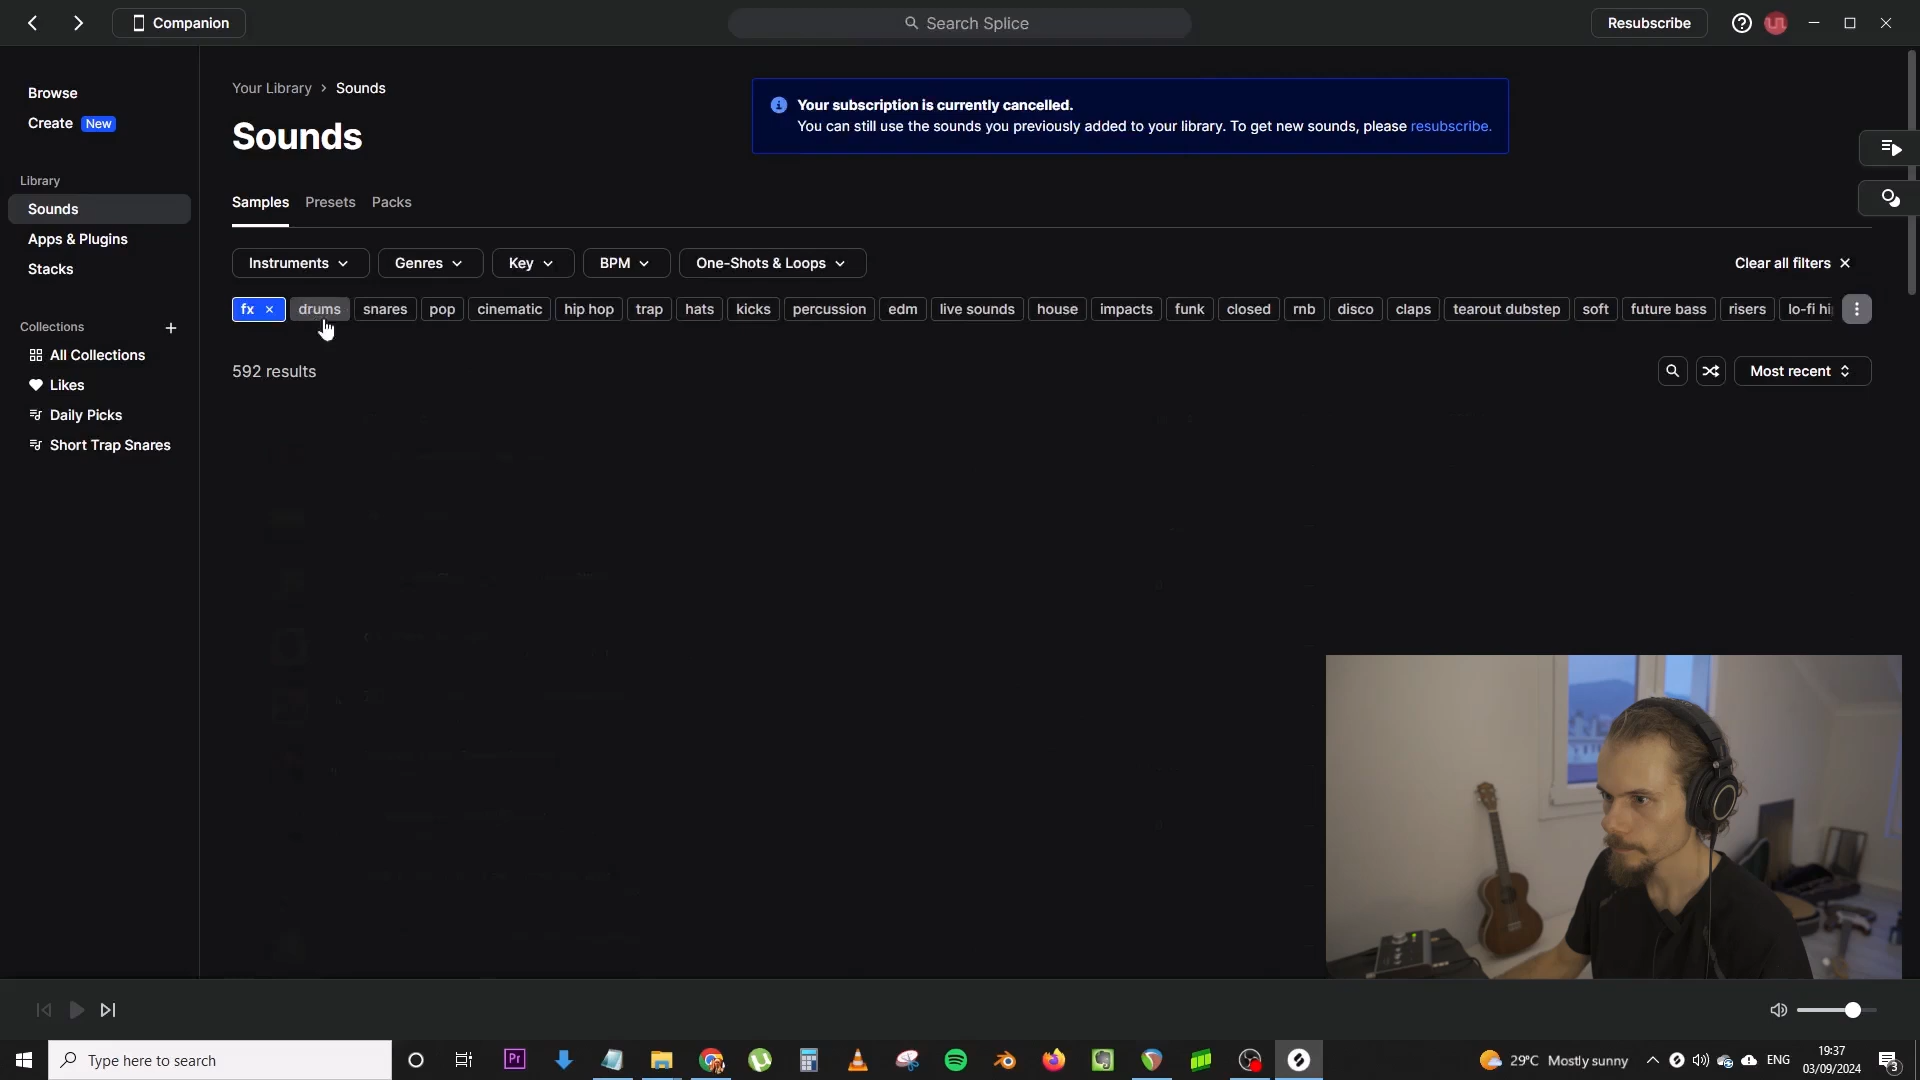 Companion
Search Splice
Resubscribe
Browse
Create New
Library
Sounds
Apps & Plugins
Stacks
Collections
All Collections
Likes
Daily Picks
Short Trap Snares
Your Library > Sounds
Sounds
Your subscription is currently cancelled.
You can still use the sounds you previously added to your library. To get new sounds, please resubscribe.
Samples Presets Packs
Instruments Genres Key BPM One-Shots & Loops Clear all filters
fx drums snares pop cinematic hip hop trap hats kicks percussion edm live sounds house impacts funk closed rnb disco claps tearout dubstep soft future bass risers lo-fi hi
592 results
Most recent
Type here to search
Pr
29°C Mostly sunny
ENG
19:37
03/09/2024
3